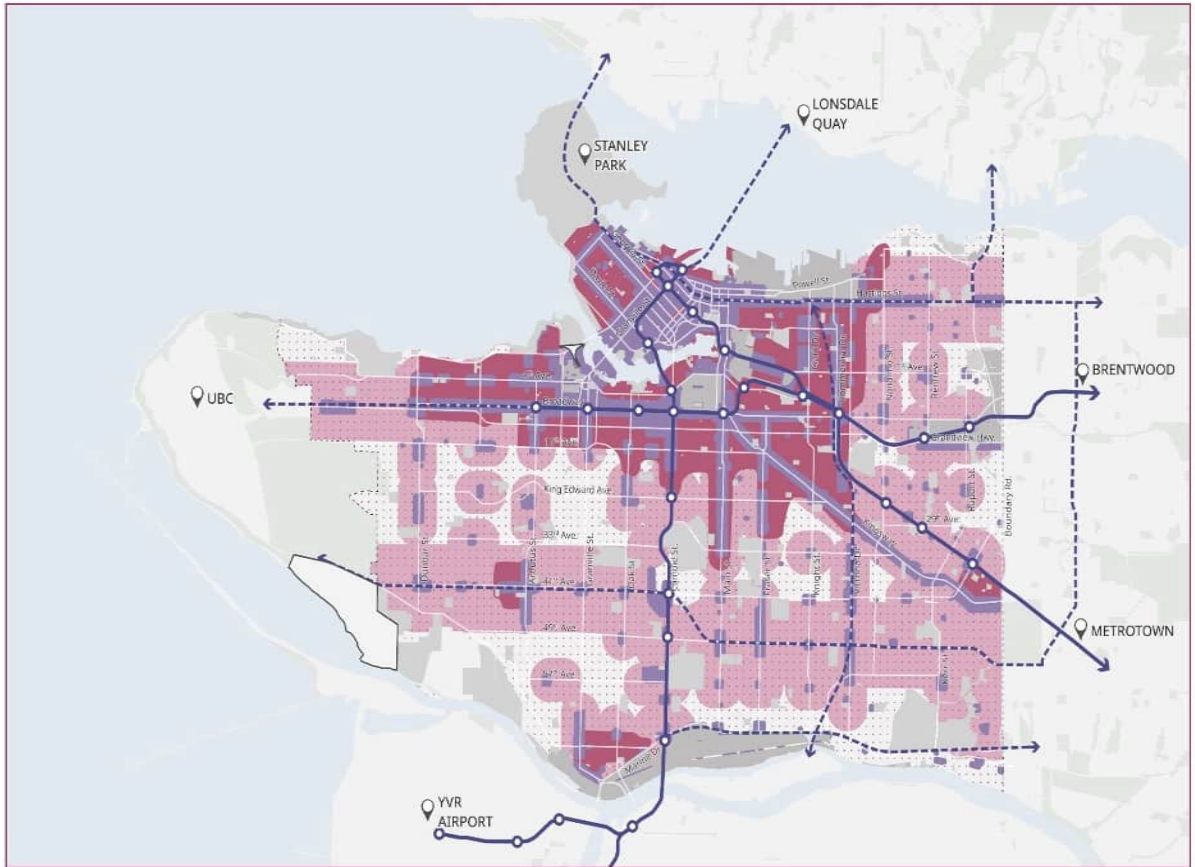 LONSDALE
QUAY
STANLEY
PARK
Powell St.
Hastings St.
BRENTWOOD
UBC
Nanaimo St.
Renfrew St.
Broadway
Grandview Hwy.
Rupert St.
Boundary Rd.
King Edward Ave.
Kingsway
29th Ave.
33rd Ave.
Dunbar St.
Arbutus St.
Granville St.
Oak St.
Cambie St.
Main St.
Fraser St.
Knight St.
Victoria Dr.
41st Ave.
49th Ave.
METROTOWN
57th Ave.
Kerr St.
Marine Dr.
YVR
AIRPORT